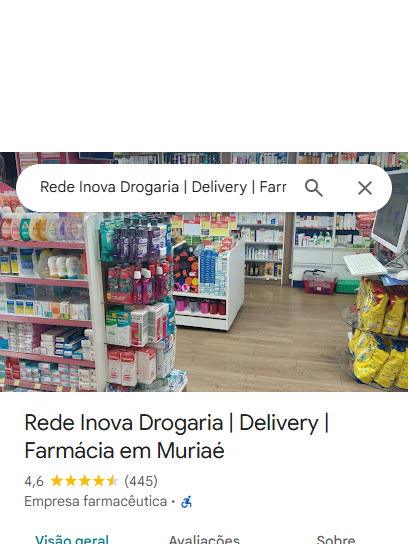 Rede Inova Drogaria | Delivery | Farr
Rede Inova Drogaria | Delivery |
Farmácia em Muriaé
4,6 (445)
Empresa farmacêutica ·
Visão geral Avaliações Sobre